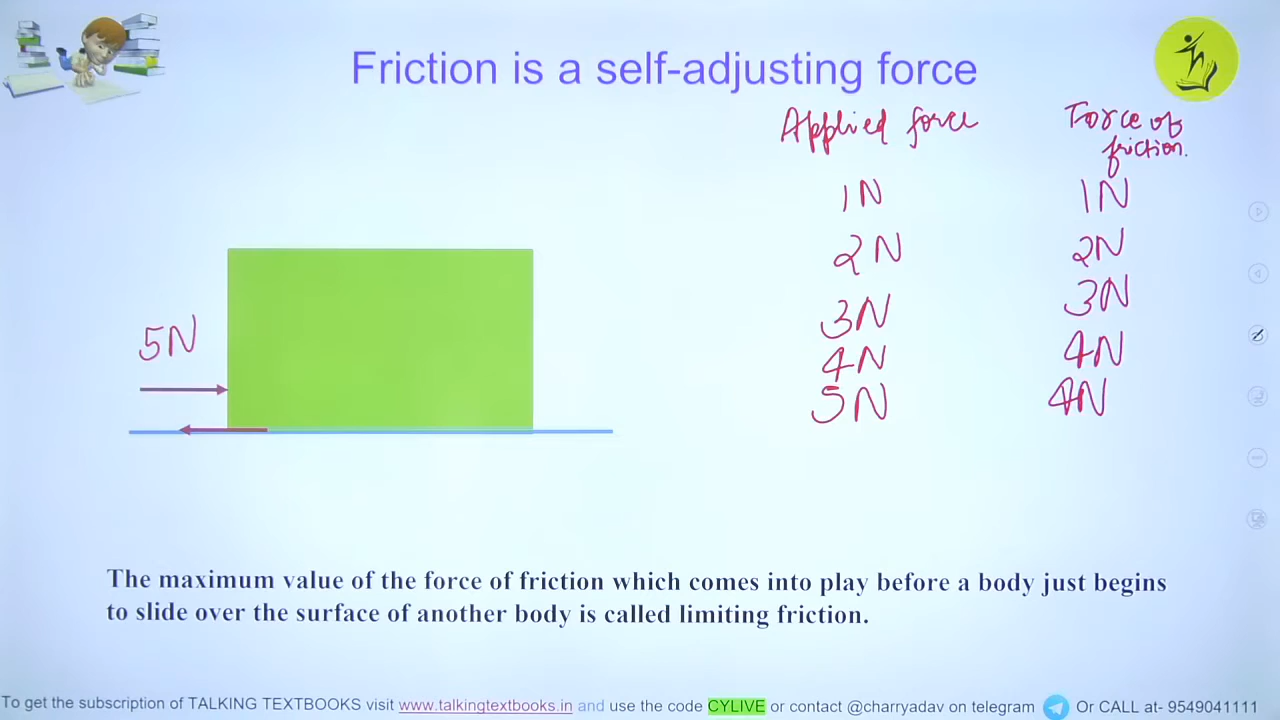 Friction is a self-adjusting force
Applied force
Force of
friction.
1N 1N
2N 2N
3N 3N
5N
4N 4N
5N 4N
The maximum value of the force of friction which comes into play before a body just begins
to slide over the surface of another body is called limiting friction.
To get the subscription of TALKING TEXTBOOKS visit www.talkingtextbooks.in and use the code CYLIVE or contact @charryadav on telegram Or CALL at- 9549041111